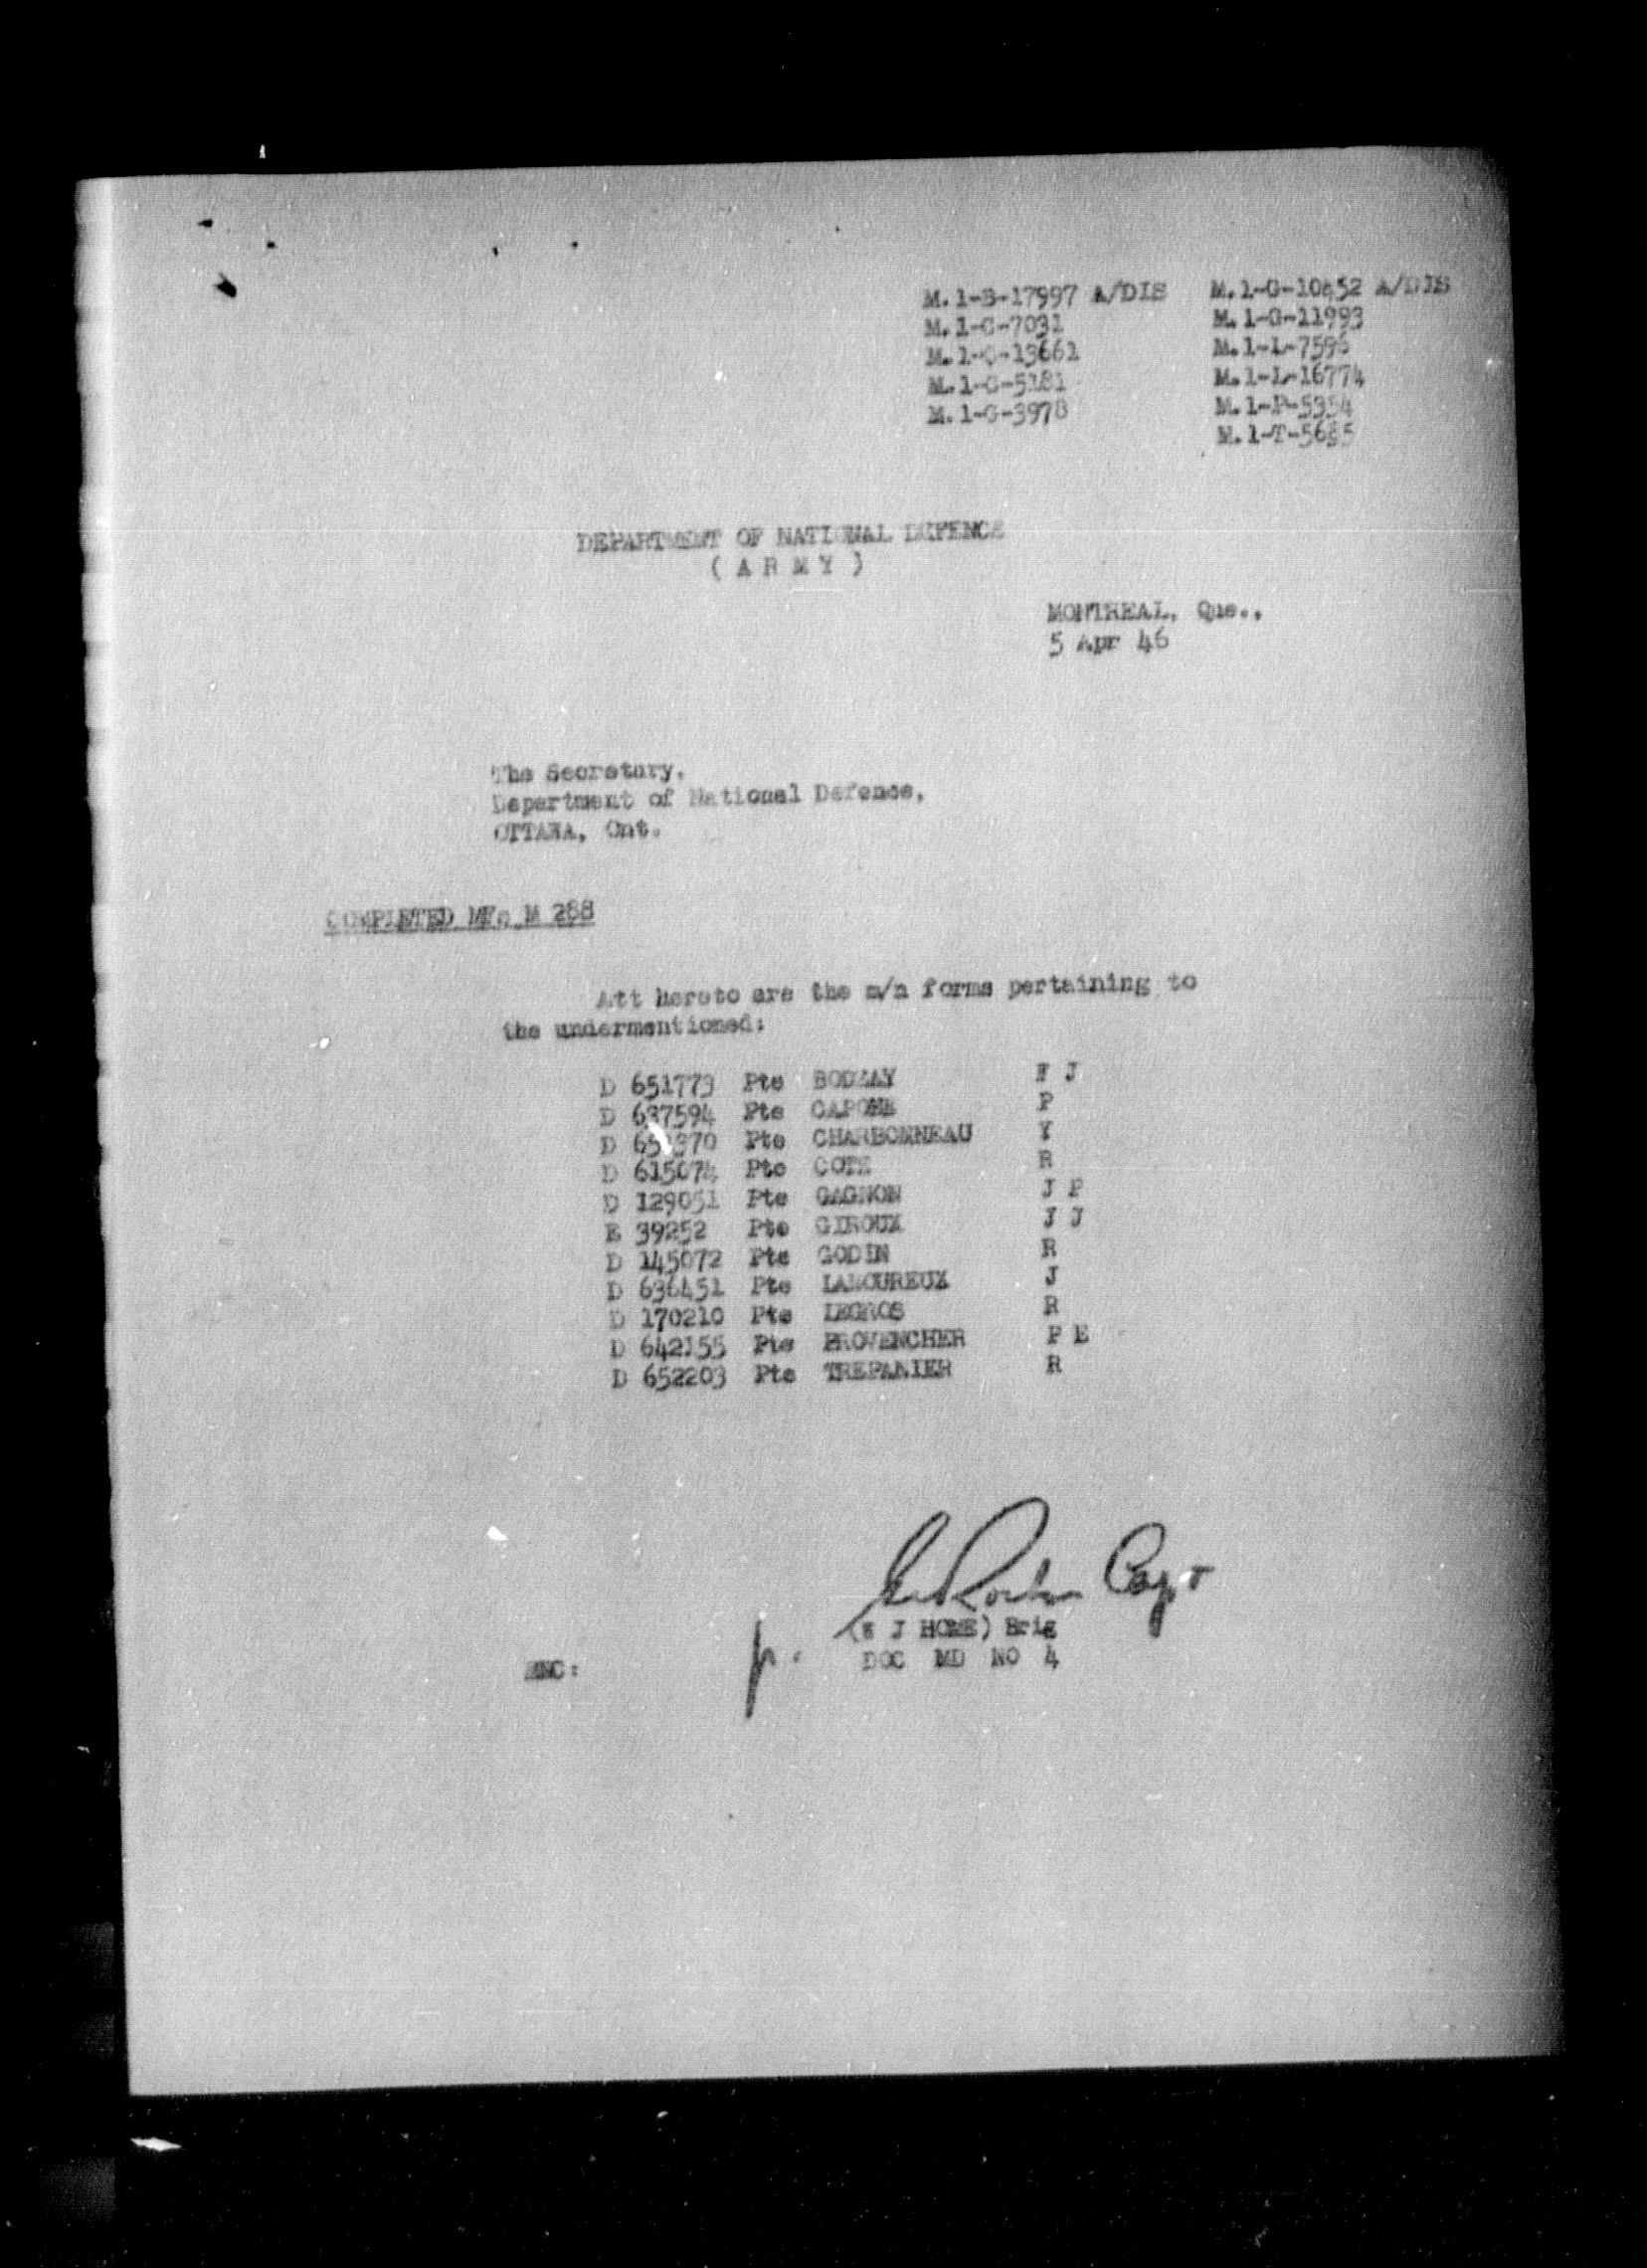 M.1-B-17997 A/DIS M.1-G-10652 A/DIS
M.1-C-7031 M.1-G-11993
M.1-C-13661 M.1-L-7596
M.1-G-5181 M.1-L-16774
M.1-G-3978 M.1-P-5354
M.1-T-5685
DEPARTMENT OF NATIONAL DEFENCE
( A R M Y )
MONTREAL, Que.,
5 Apr 46
The Secretary,
Department of National Defence,
OTTAWA, Ont.
COMPLETED MFs M 288
Att hereto are the m/n forms pertaining to
the undermentioned:
D 651773 Pte W J
D 637594 Pte CAPONE P
D Pte CHARBONNEAU Y
D 615074 Pte COTE R
D 129051 Pte GAGNON J P
E 39252 Pte GIROUX J J
D 145072 Pte GODIN R
D 636451 Pte LAMOUREUX J
D 170210 Pte LEGROS R
D 642155 Pte PROVENCHER P E
D 652203 Pte TREPANIER R
Capt
(W J HOME) Brig
p. DOC MD NO 4
ENC: